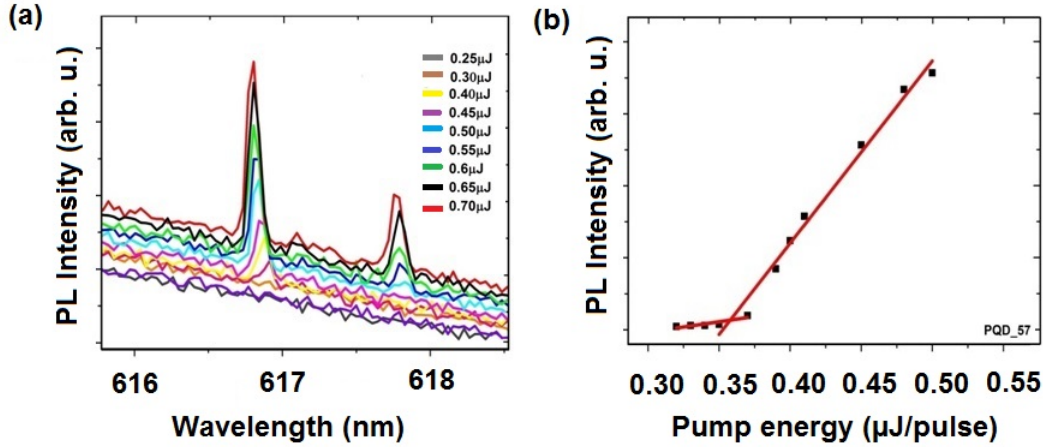 (a)
PL Intensity (arb. u.)
0.25μJ
0.30μJ
0.40μJ
0.45μJ
0.50μJ
0.55μJ
0.6μJ
0.65μJ
0.70μJ
616 617 618
Wavelength (nm)
(b)
PL Intensity (arb. u.)
PQD_57
0.30 0.35 0.40 0.45 0.50 0.55
Pump energy (μJ/pulse)